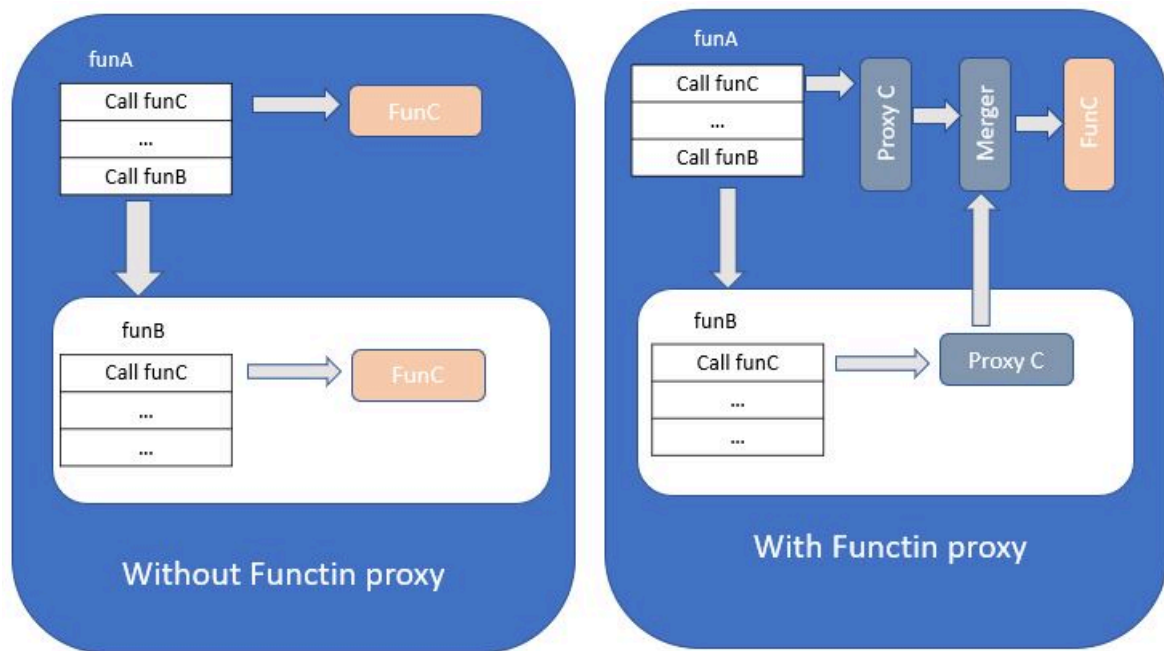 funA
Call funC
...
Call funB
FunC
funB
Call funC
...
...
FunC
Without Functin proxy
funA
Call funC
...
Call funB
Proxy C
Merger
FunC
funB
Call funC
...
...
Proxy C
With Functin proxy